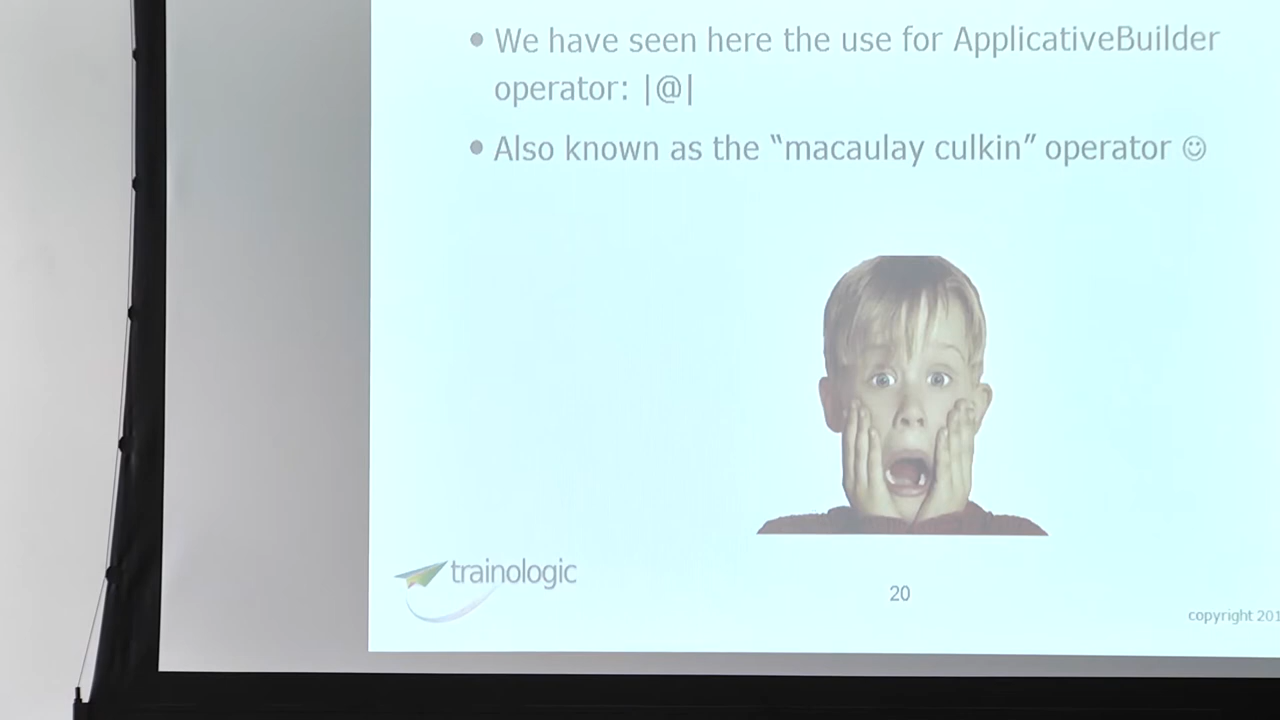 We have seen here the use for ApplicativeBuilder
operator: |@|
Also known as the “macaulay culkin” operator ☺
trainologic
20
copyright 201